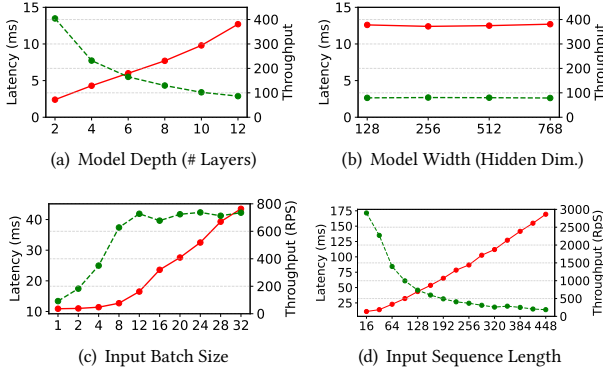 15
10
5
0
Latency (ms)
400
300
200
100
0
Throughput
2 4 6 8 10 12
(a) Model Depth (# Layers)
15
10
5
0
Latency (ms)
400
300
200
100
0
Throughput
128 256 512 768
(b) Model Width (Hidden Dim.)
40
30
20
10
Latency (ms)
800
600
400
200
0
Throughput (RPS)
1 2 4 8 12 16 20 24 28 32
(c) Input Batch Size
175
150
125
100
75
50
25
Latency (ms)
3000
2500
2000
1500
1000
500
0
Throughput (RpS)
16 64 128 192 256 320 384 448
(d) Input Sequence Length